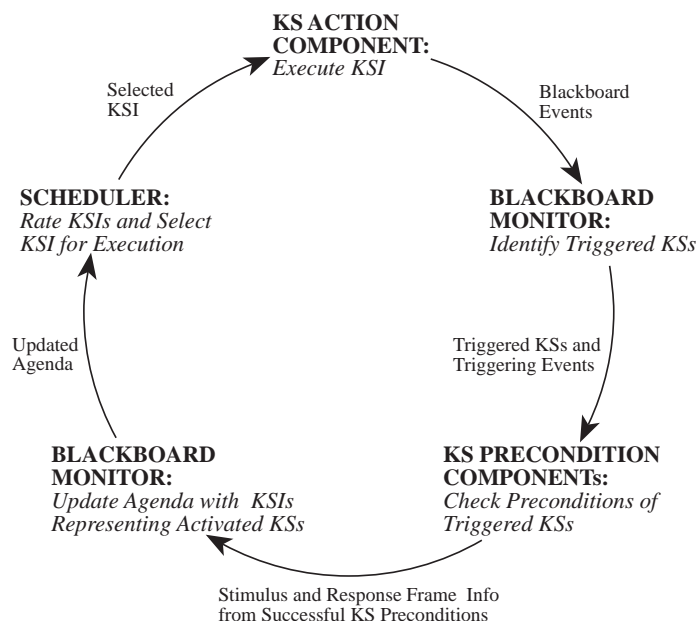 KS ACTION
COMPONENT:
Execute KSI
Selected
KSI
Blackboard
Events
SCHEDULER:
Rate KSIs and Select
KSI for Execution
BLACKBOARD
MONITOR:
Identify Triggered KSs
Updated
Agenda
Triggered KSs and
Triggering Events
BLACKBOARD
MONITOR:
Update Agenda with KSIs
Representing Activated KSs
KS PRECONDITION
COMPONENTs:
Check Preconditions of
Triggered KSs
Stimulus and Response Frame Info
from Successful KS Preconditions